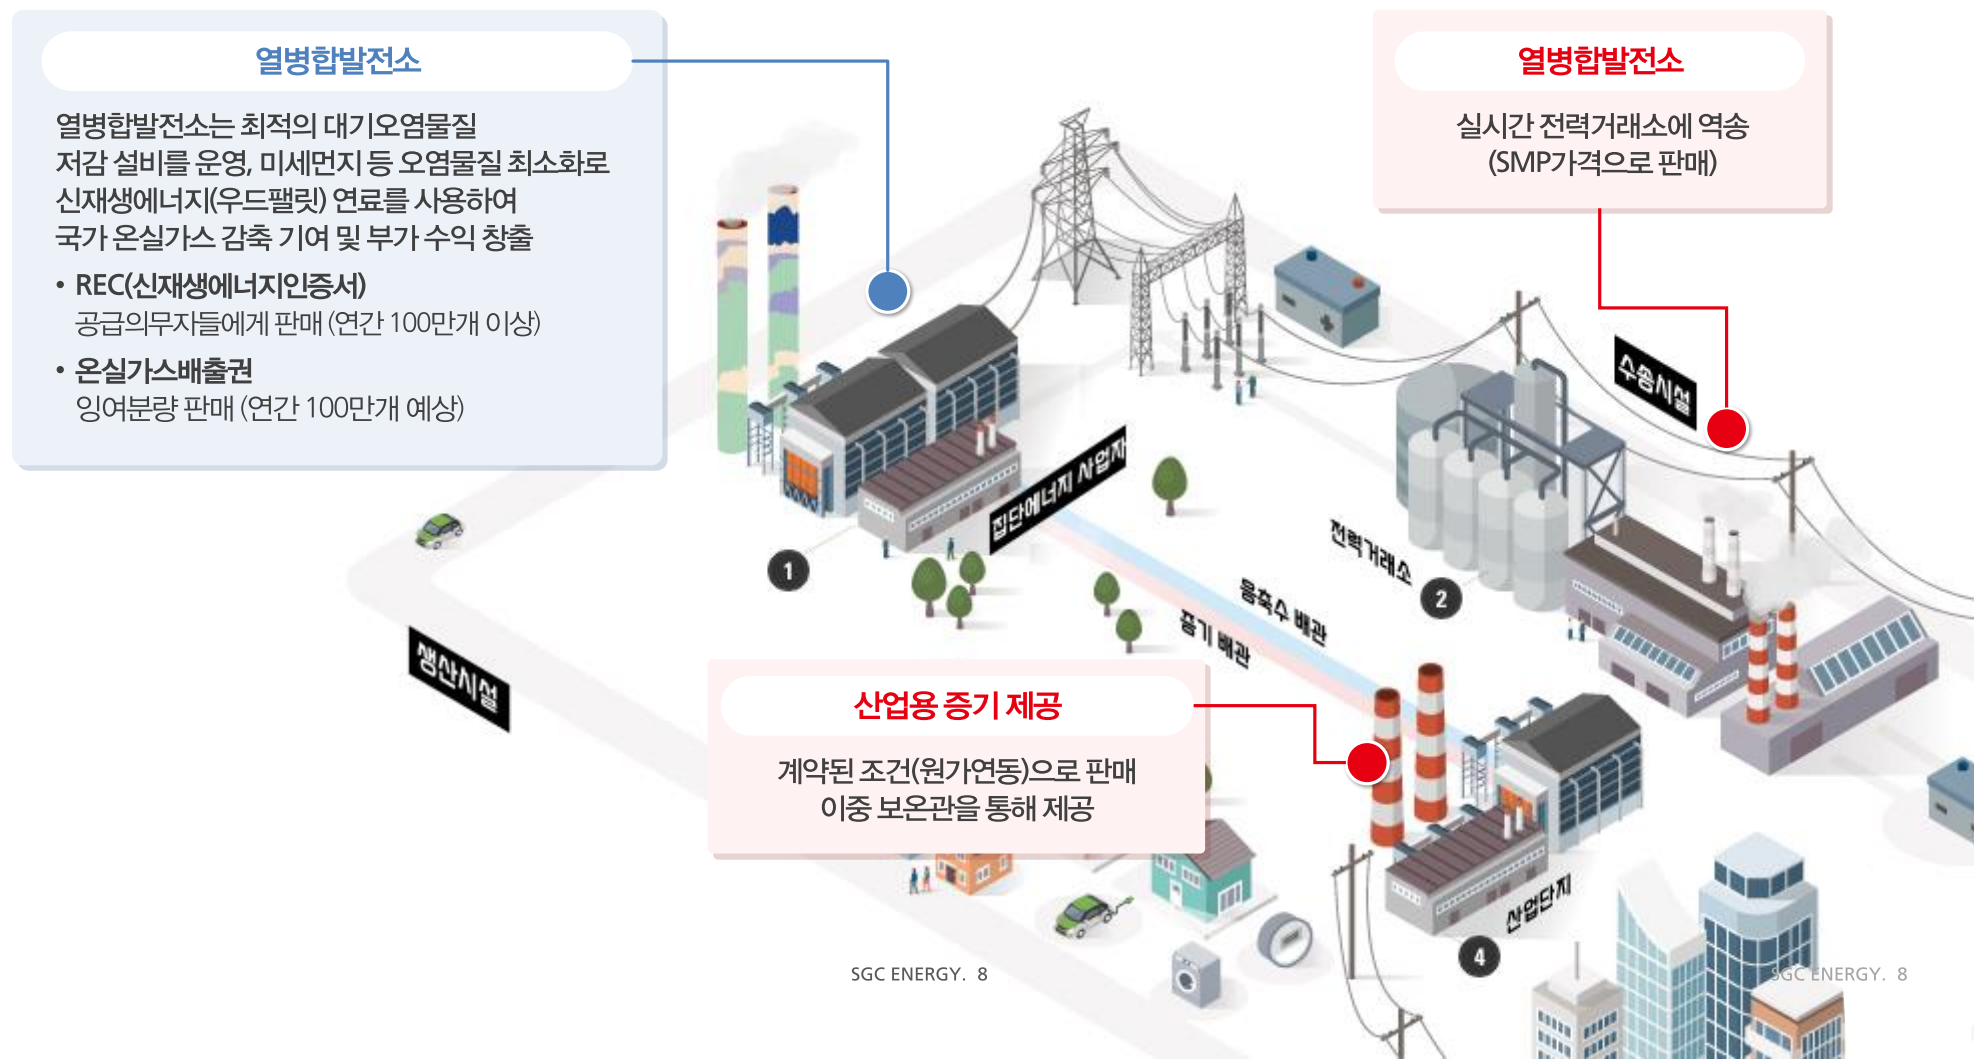 열병합발전소
열병합발전소는 최적의 대기오염물질
저감 설비를 운영, 미세먼지 등 오염물질 최소화로
신재생에너지(우드팰릿) 연료를 사용하여
국가 온실가스 감축 기여 및 부가 수익 창출
• REC(신재생에너지인증서)
공급의무자들에게 판매 (연간 100만개 이상)
• 온실가스배출권
잉여분량 판매 (연간 100만개 예상)
열병합발전소
실시간 전력거래소에 역송
(SMP가격으로 판매)
수송시설
집단에너지 사업자
1
전력거래소
2
응축수 배관
증기 배관
생산시설
산업용 증기 제공
계약된 조건(원가연동)으로 판매
이중 보온관을 통해 제공
산업단지
4
SGC ENERGY. 8
SGC ENERGY. 8